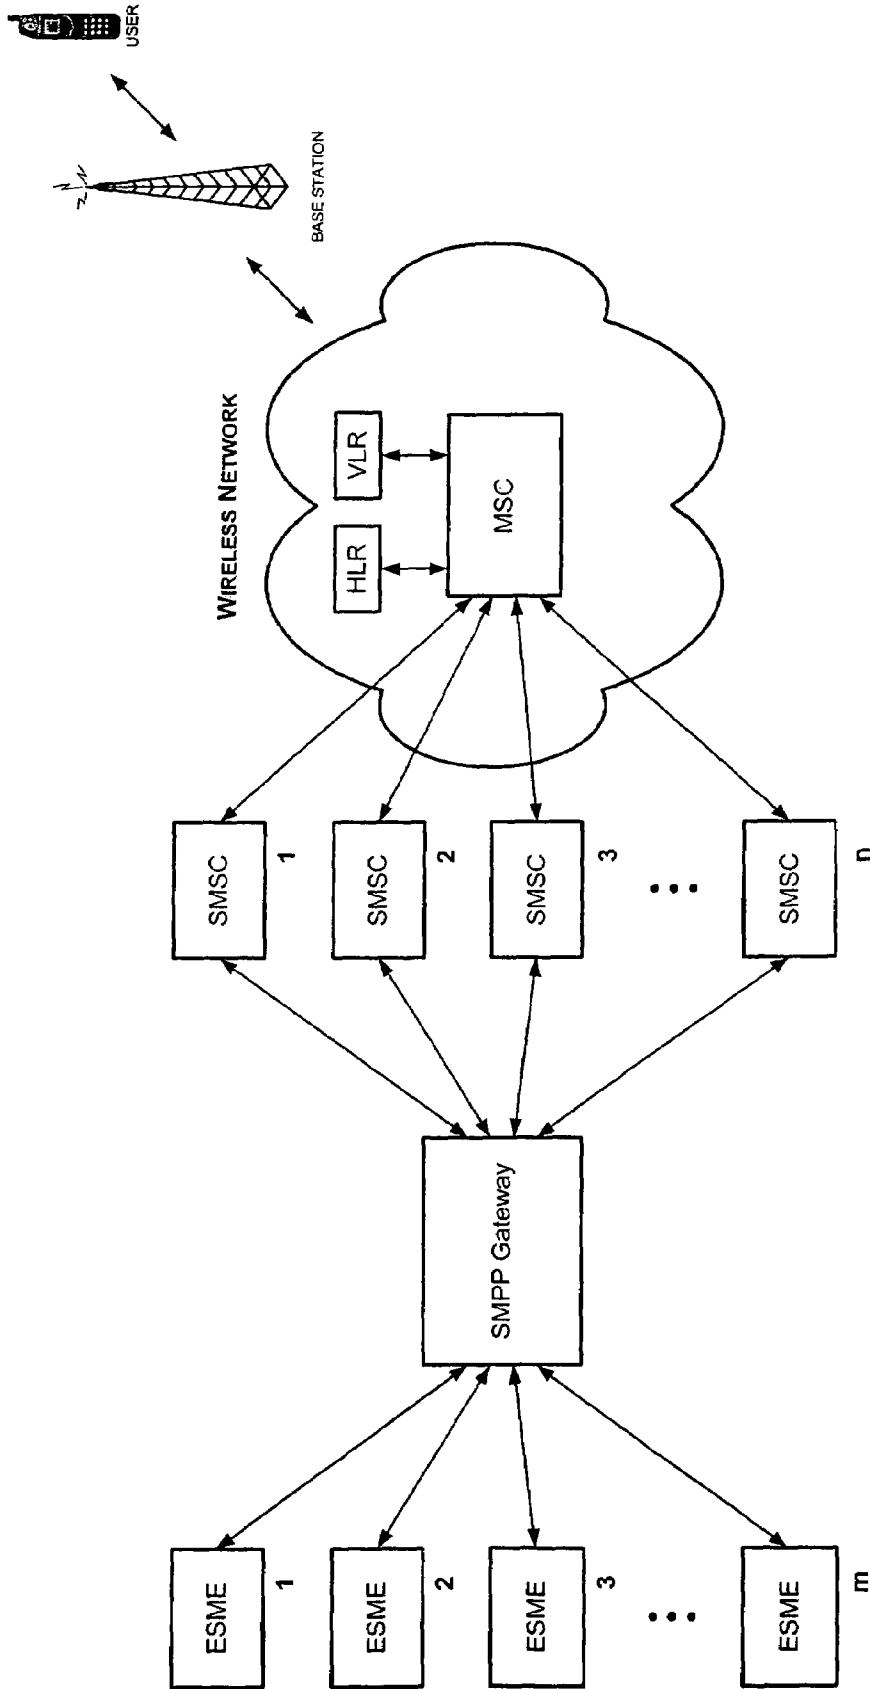 USER
BASE STATION
WIRELESS NETWORK
HLR
VLR
MSC
SMSC
1
SMSC
2
SMSC
3
SMSC
n
SMPP Gateway
ESME
1
ESME
2
ESME
3
ESME
m